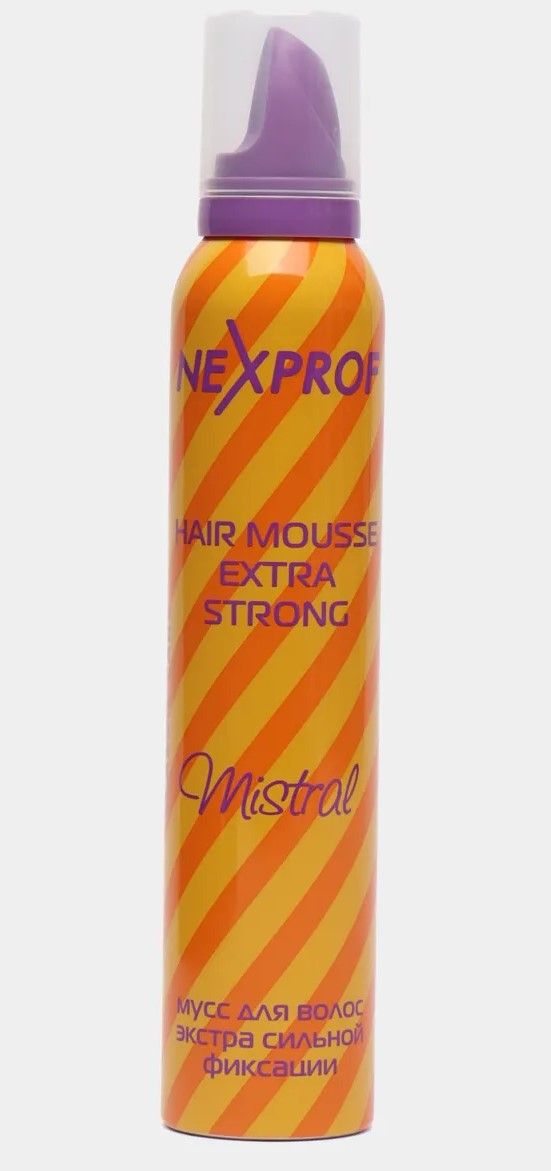 NEXPROF
HAIR MOUSSE
EXTRA
STRONG
Mistral
мусс для волос
экстра сильной
фиксации